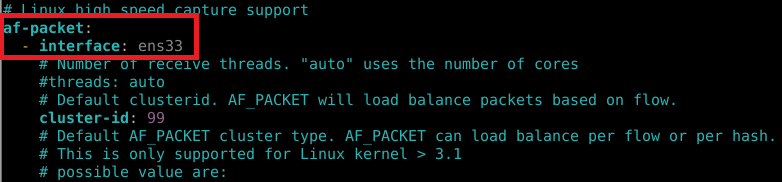 # Linux high speed capture support
af-packet:
- interface: ens33
# Number of receive threads. "auto" uses the number of cores
#threads: auto
# Default clusterid. AF_PACKET will load balance packets based on flow.
cluster-id: 99
# Default AF_PACKET cluster type. AF_PACKET can load balance per flow or per hash.
# This is only supported for Linux kernel > 3.1
# possible value are: